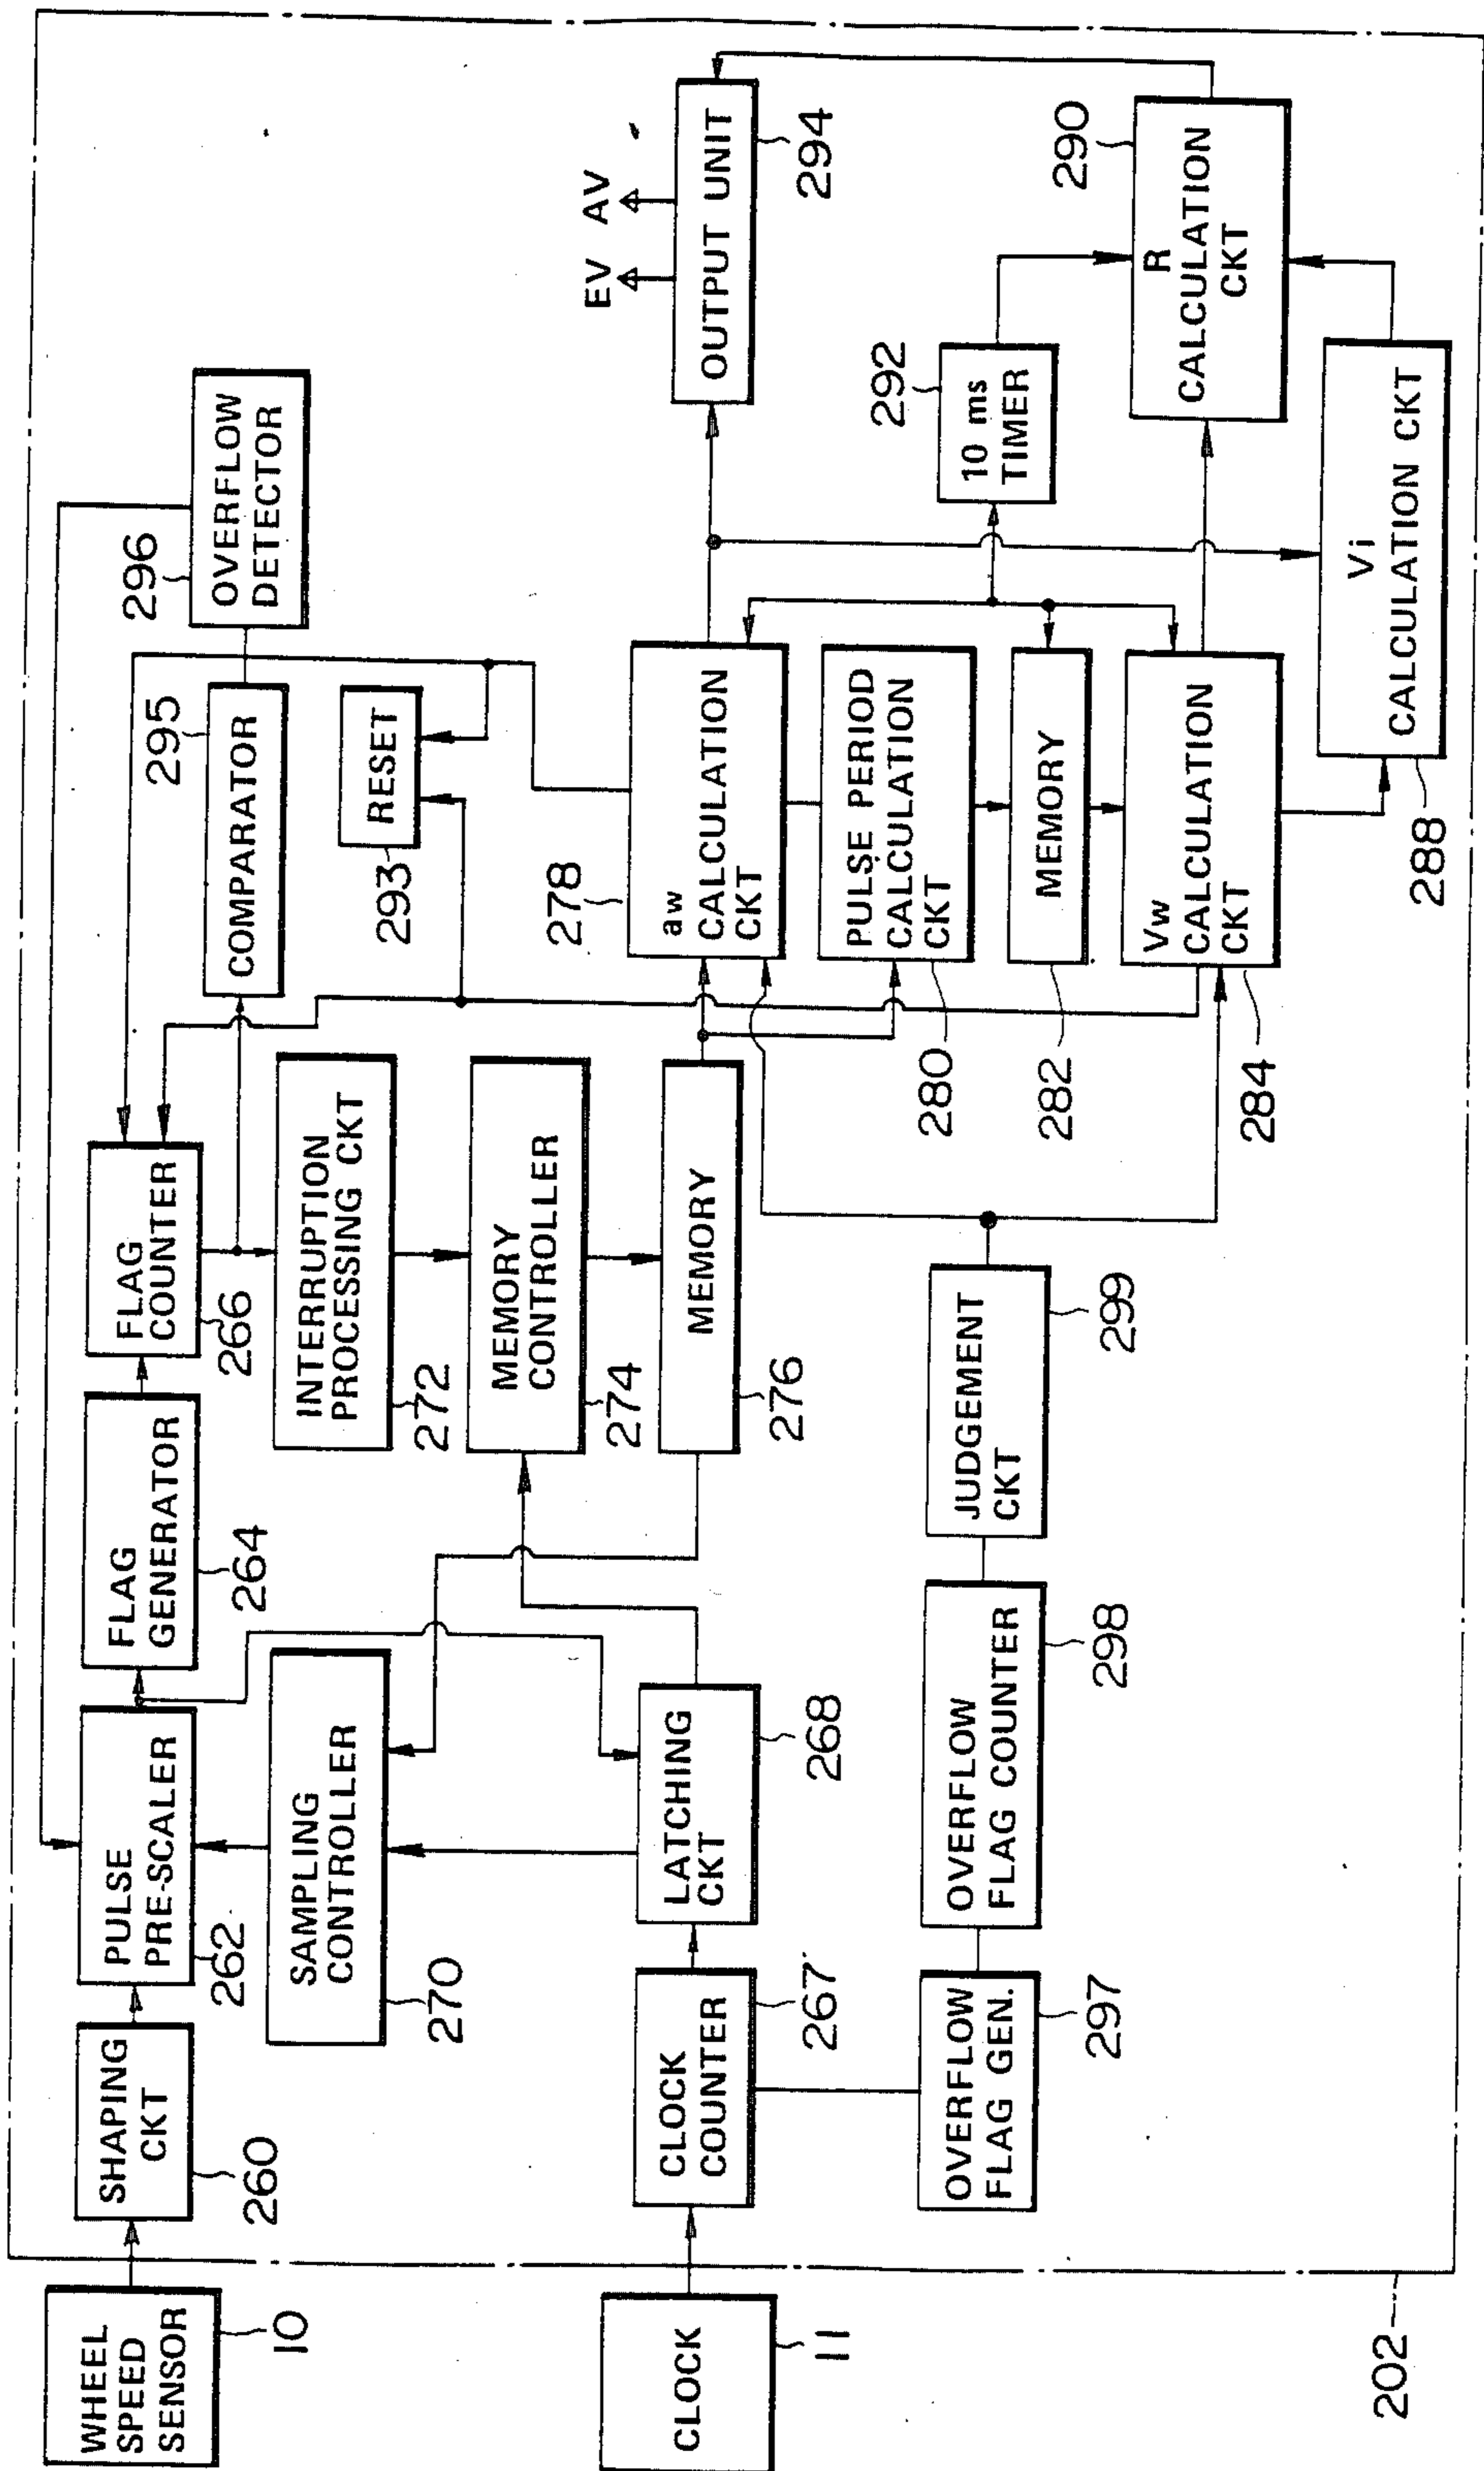 WHEEL
SPEED
SENSOR
10
SHAPING
CKT
260
PULSE
PRE-SCALER
262
FLAG
GENERATOR
264
FLAG
COUNTER
266
COMPARATOR
295
OVERFLOW
DETECTOR
296
SAMPLING
CONTROLLER
270
INTERRUPTION
PROCESSING CKT
272
RESET
293
MEMORY
CONTROLLER
274
CLOCK
11
CLOCK
COUNTER
267
LATCHING
CKT
268
MEMORY
276
aw
CALCULATION
CKT
278
EV
AV
OUTPUT UNIT
294
PULSE PERIOD
CALCULATION
CKT
280
OVERFLOW
FLAG GEN.
297
OVERFLOW
FLAG COUNTER
298
JUDGEMENT
CKT
299
MEMORY
282
10 ms
TIMER
292
Vw
CALCULATION
CKT
284
R
CALCULATION
CKT
290
Vi
CALCULATION CKT
288
202